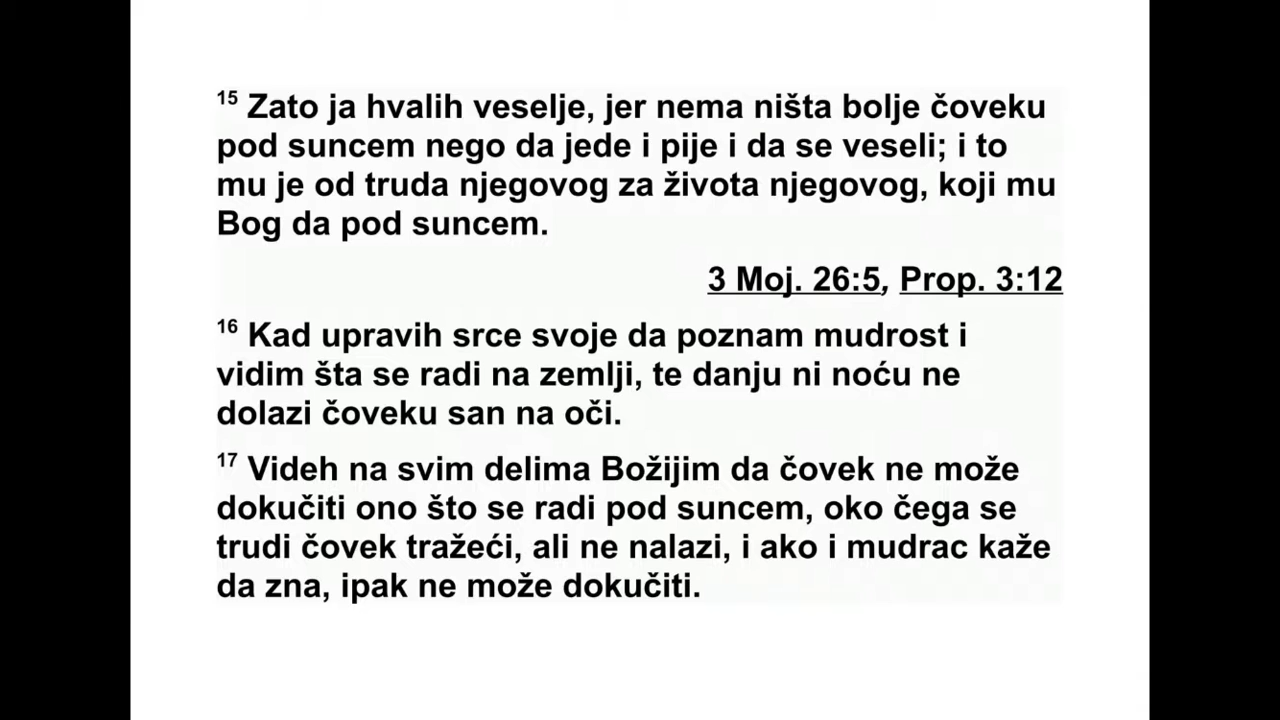 15 Zato ja hvalih veselje, jer nema ništa bolje čoveku
pod suncem nego da jede i pije i da se veseli; i to
mu je od truda njegovog za života njegovog, koji mu
Bog da pod suncem.
3 Moj. 26:5, Prop. 3:12
16 Kad upravih srce svoje da poznam mudrost i
vidim šta se radi na zemlji, te danju ni noću ne
dolazi čoveku san na oči.
17 Videh na svim delima Božijim da čovek ne može
dokučiti ono što se radi pod suncem, oko čega se
trudi čovek tražeći, ali ne nalazi, i ako i mudrac kaže
da zna, ipak ne može dokučiti.